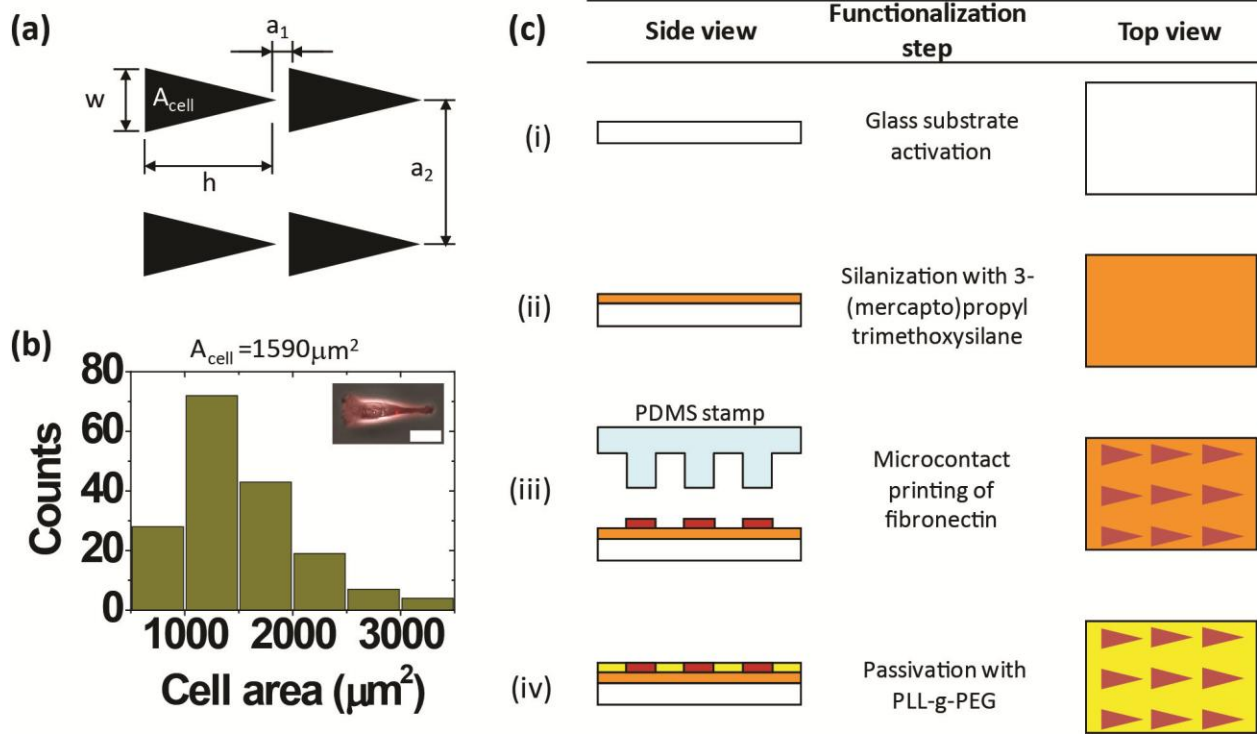 (a)
a₁
w
A_cell
h
a₂
(b)
A_cell =1590μm²
80
60
40
20
0
Counts
1000 2000 3000
Cell area (μm²)
(c)
Side view
Functionalization
step
Top view
(i)
Glass substrate
activation
(ii)
Silanization with 3-
(mercapto)propyl
trimethoxysilane
PDMS stamp
(iii)
Microcontact
printing of
fibronectin
(iv)
Passivation with
PLL-g-PEG